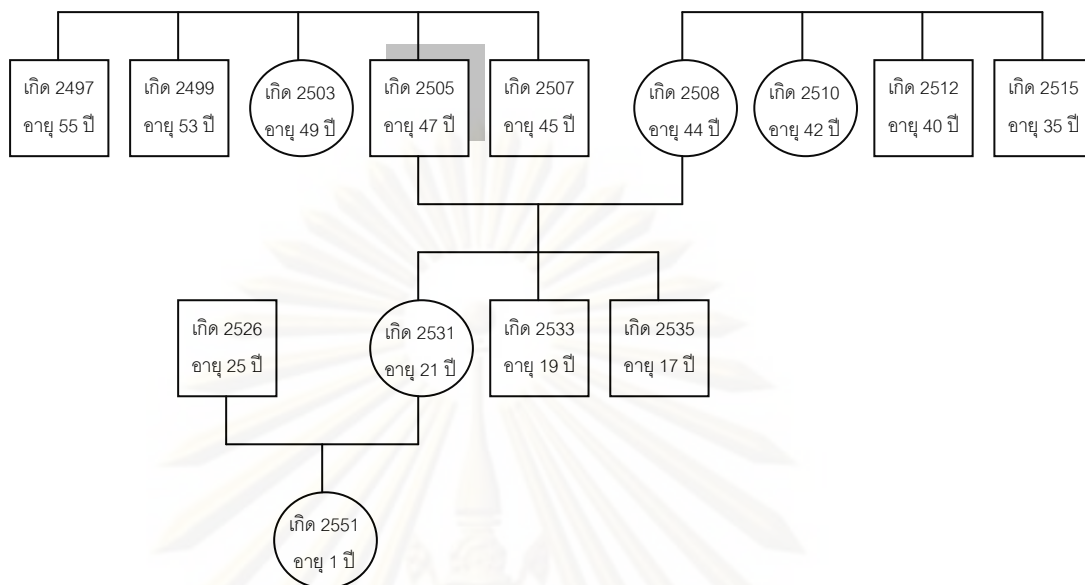 เกิด 2497
อายุ 55 ปี
เกิด 2499
อายุ 53 ปี
เกิด 2503
อายุ 49 ปี
เกิด 2505
อายุ 47 ปี
เกิด 2507
อายุ 45 ปี
เกิด 2508
อายุ 44 ปี
เกิด 2510
อายุ 42 ปี
เกิด 2512
อายุ 40 ปี
เกิด 2515
อายุ 35 ปี
เกิด 2526
อายุ 25 ปี
เกิด 2531
อายุ 21 ปี
เกิด 2533
อายุ 19 ปี
เกิด 2535
อายุ 17 ปี
เกิด 2551
อายุ 1 ปี